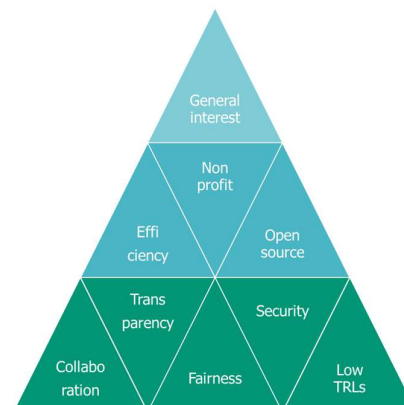 General
interest
Non
profit
Effi
ciency
Open
source
Trans
parency
Security
Collabo
ration
Fairness
Low
TRLs